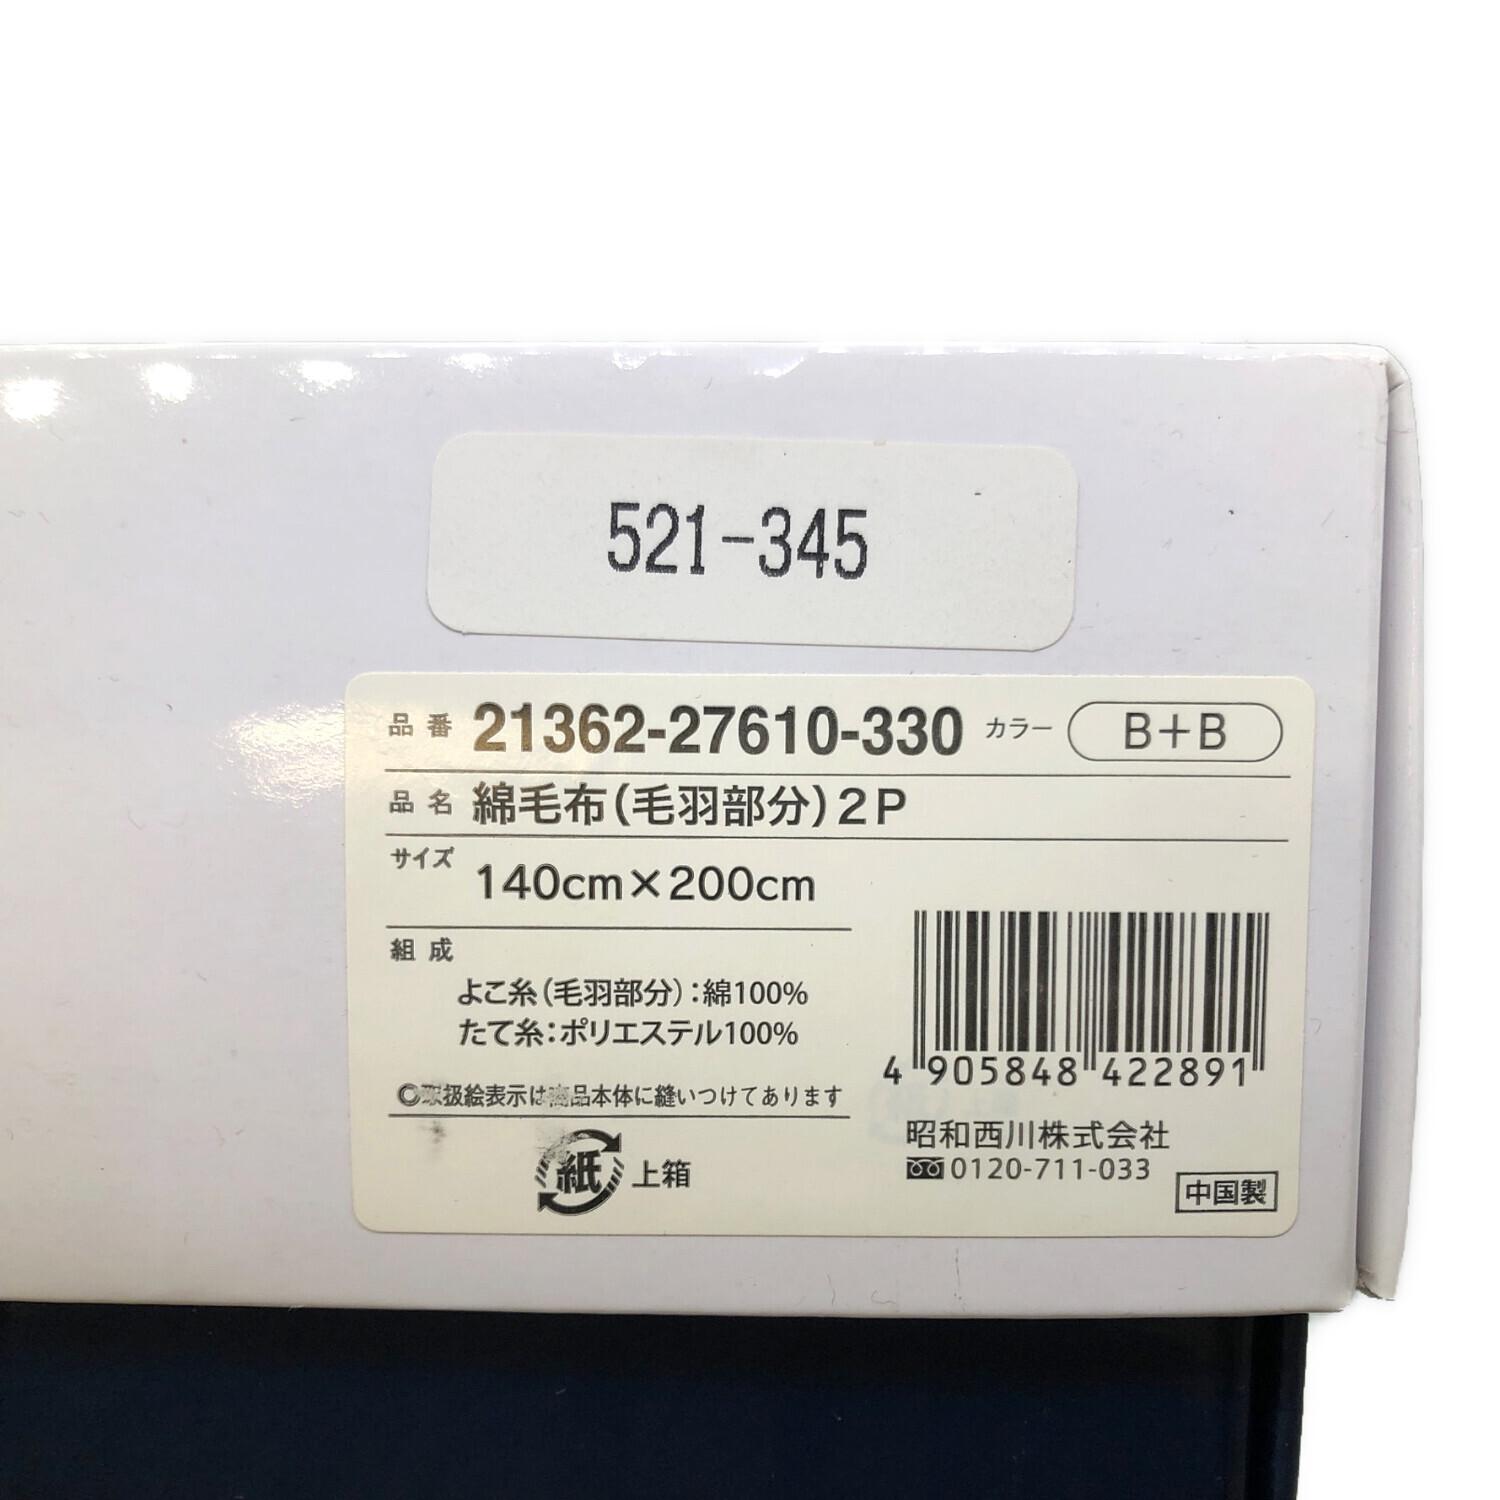 521-345
品番 21362-27610-330 カラー B+B
品名 綿毛布(毛羽部分)2P
サイズ 140cm×200cm
組成
よこ糸(毛羽部分):綿100%
たて糸:ポリエステル100%
◎取扱絵表示は商品本体に縫いつけてあります
紙 上箱
4 905848 422891
昭和西川株式会社
0120-711-033
中国製